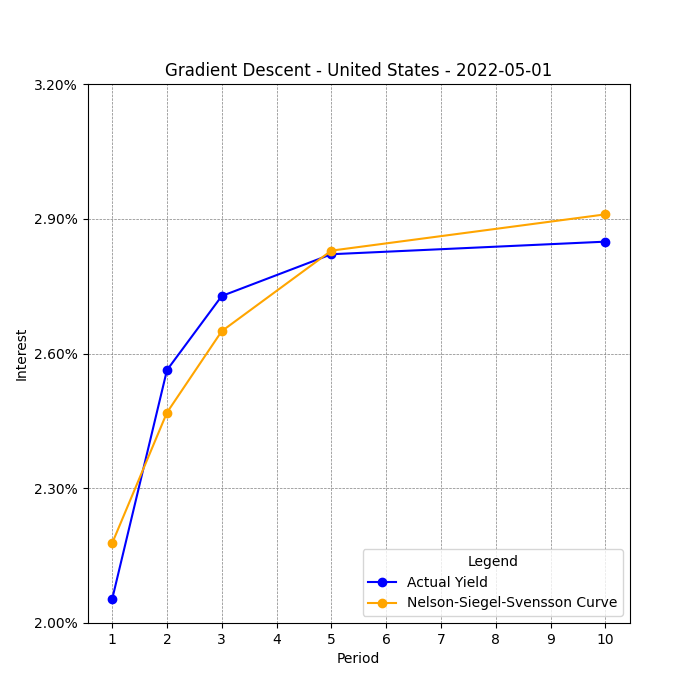 Gradient Descent - United States - 2022-05-01
3.20%
2.90%
2.60%
2.30%
2.00%
Interest
1 2 3 4 5 6 7 8 9 10
Period
Legend
Actual Yield
Nelson-Siegel-Svensson Curve